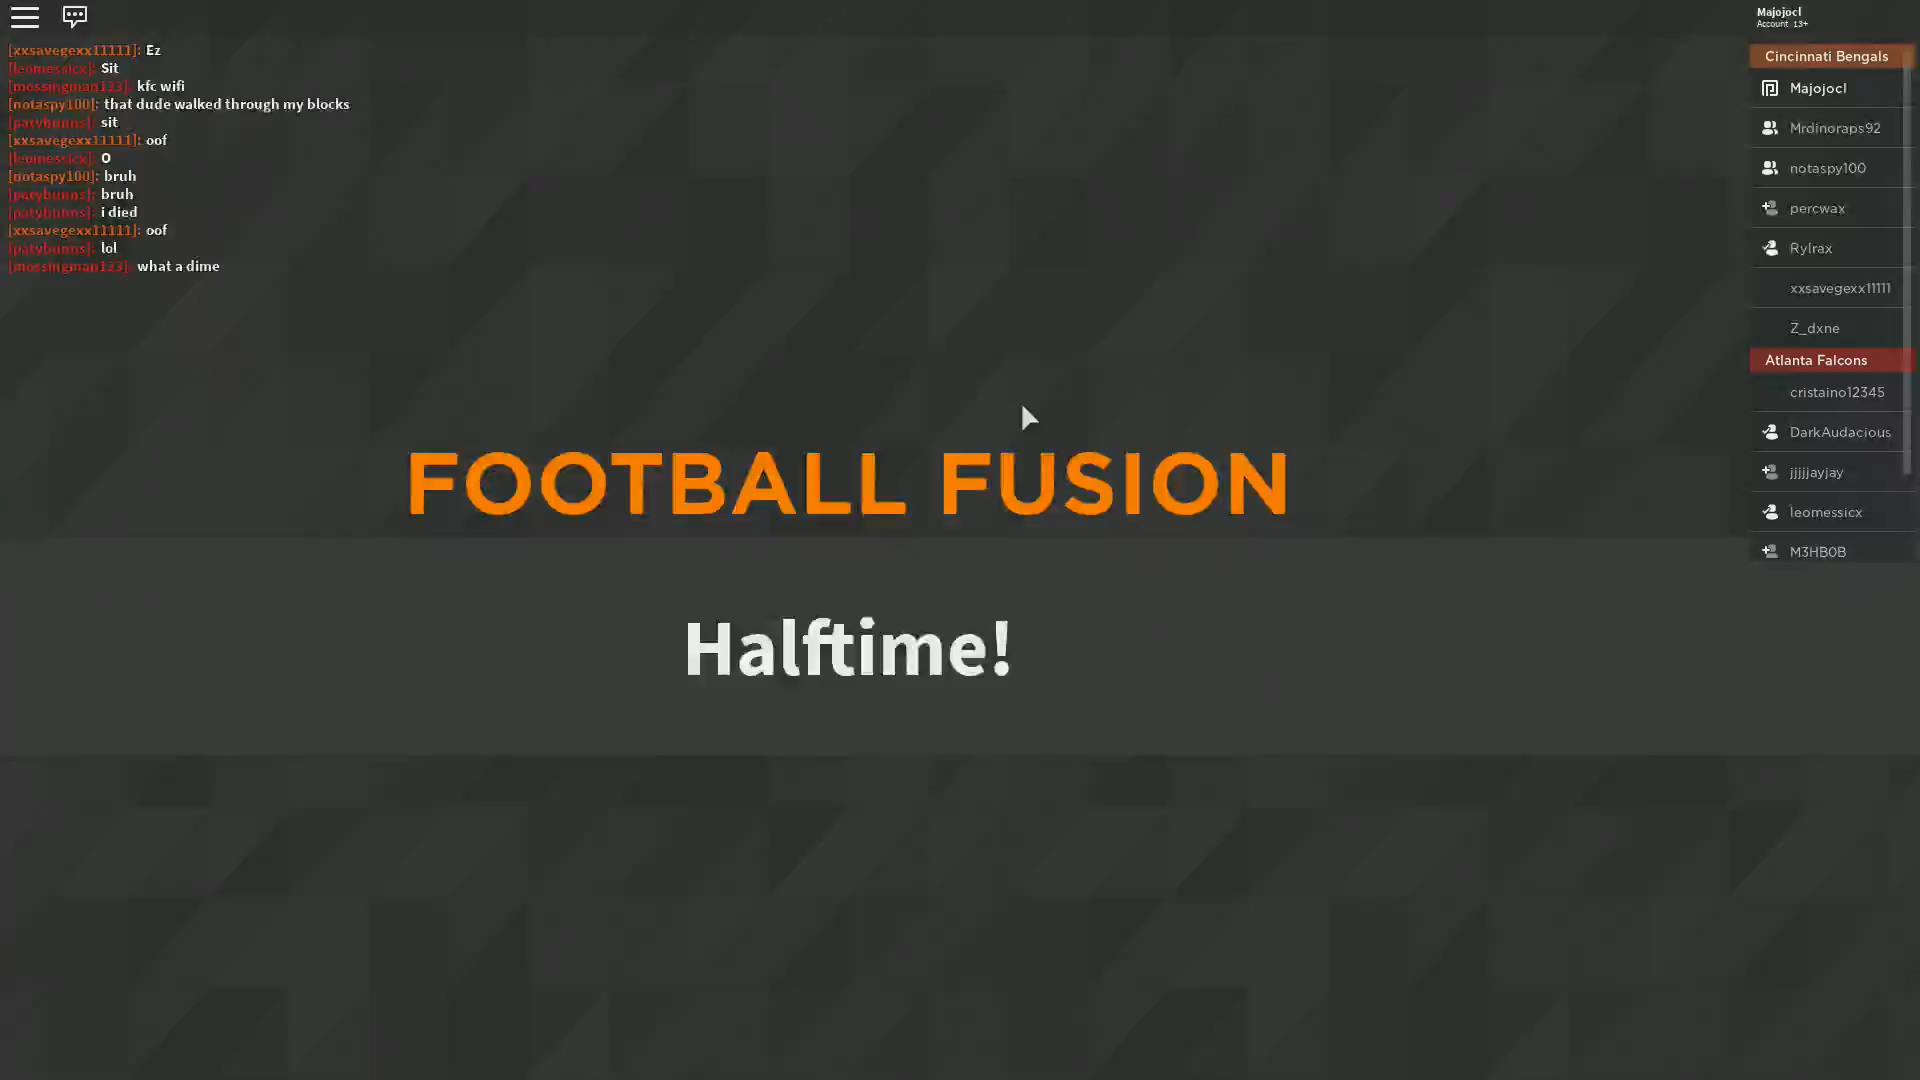 [xxsavegexx11111]: Ez
[leomessicx]: Sit
[mossingman123]: kfc wifi
[notaspy100]: that dude walked through my blocks
[patybunns]: sit
[xxsavegexx11111]: oof
[leomessicx]: O
[notaspy100]: bruh
[patybunns]: bruh
[patybunns]: i died
[xxsavegexx11111]: oof
[patybunns]: lol
[mossingman123]: what a dime
FOOTBALL FUSION
Halftime!
Majojocl
Account: 13+
Cincinnati Bengals
Majojocl
Mrdinoraps92
notaspy100
percwax
Rylrax
xxsavegexx11111
Z_dxne
Atlanta Falcons
cristaino12345
DarkAudacious
jjjjjayjay
leomessicx
M3HB0B